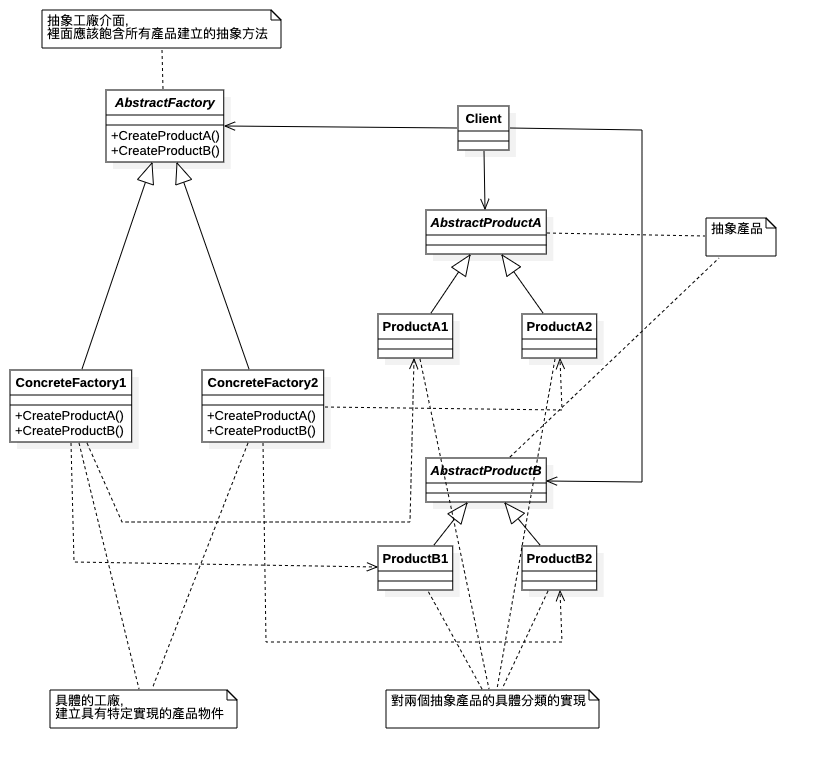 抽象工廠介面,
裡面應該飽含所有產品建立的抽象方法
AbstractFactory
+CreateProductA()
+CreateProductB()
Client
AbstractProductA
抽象產品
ProductA1
ProductA2
ConcreteFactory1
+CreateProductA()
+CreateProductB()
ConcreteFactory2
+CreateProductA()
+CreateProductB()
AbstractProductB
ProductB1
ProductB2
具體的工廠,
建立具有特定實現的產品物件
對兩個抽象產品的具體分類的實現